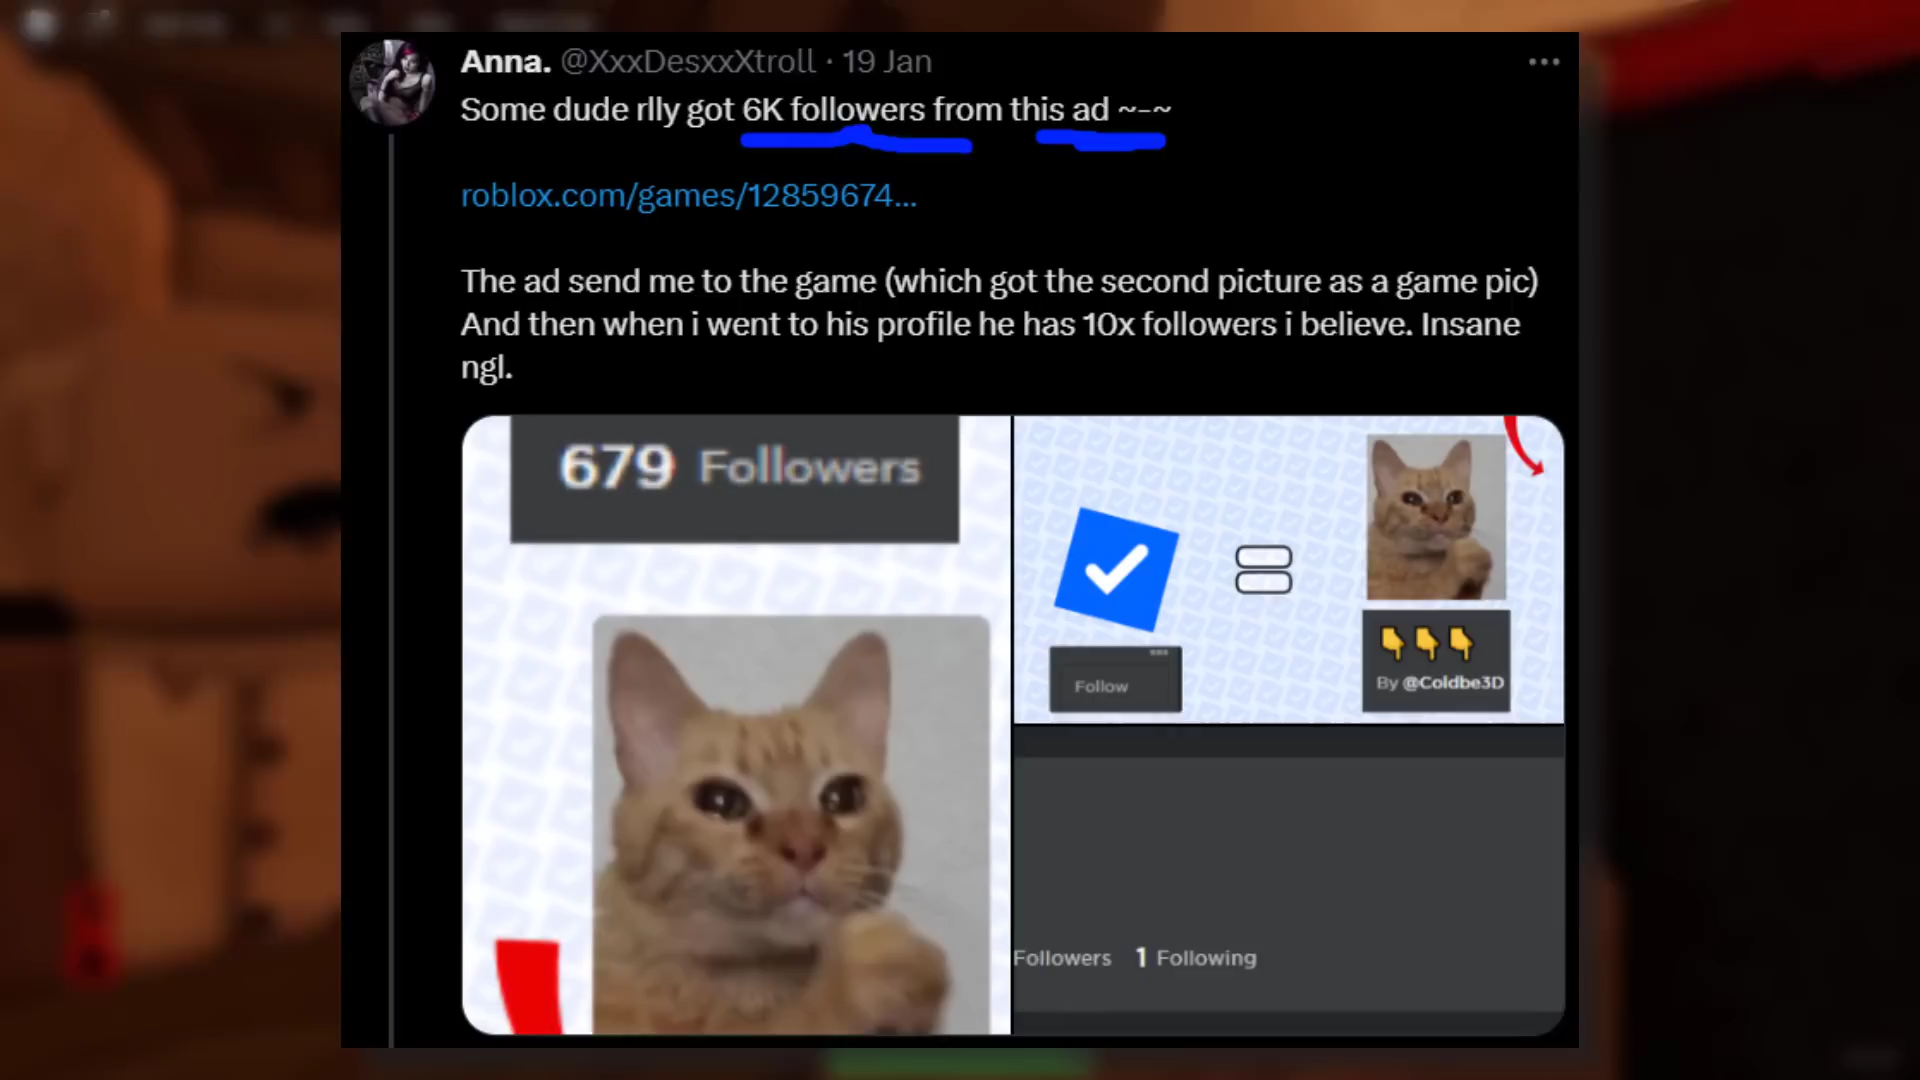 Anna. @XxxDesxxXtroll · 19 Jan
Some dude rlly got 6K followers from this ad ~-~
roblox.com/games/12859674...
The ad send me to the game (which got the second picture as a game pic)
And then when i went to his profile he has 10x followers i believe. Insane
ngl.
679 Followers
Follow
By @Coldbe3D
Followers 1 Following